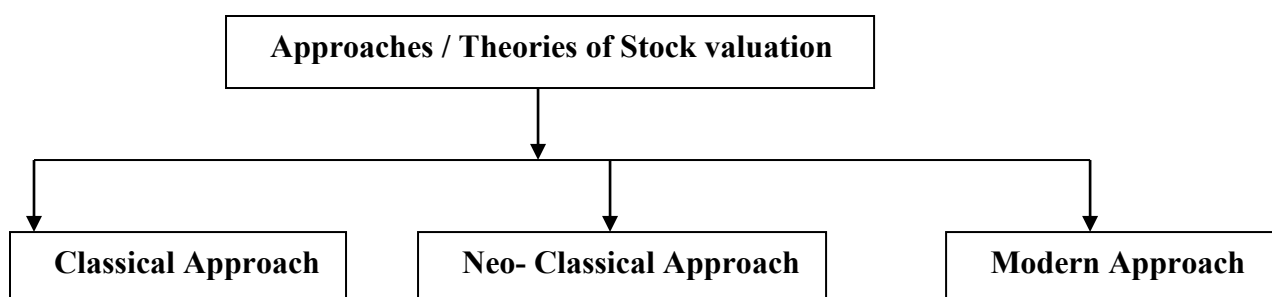 Approaches / Theories of Stock valuation
Classical Approach
Neo- Classical Approach
Modern Approach